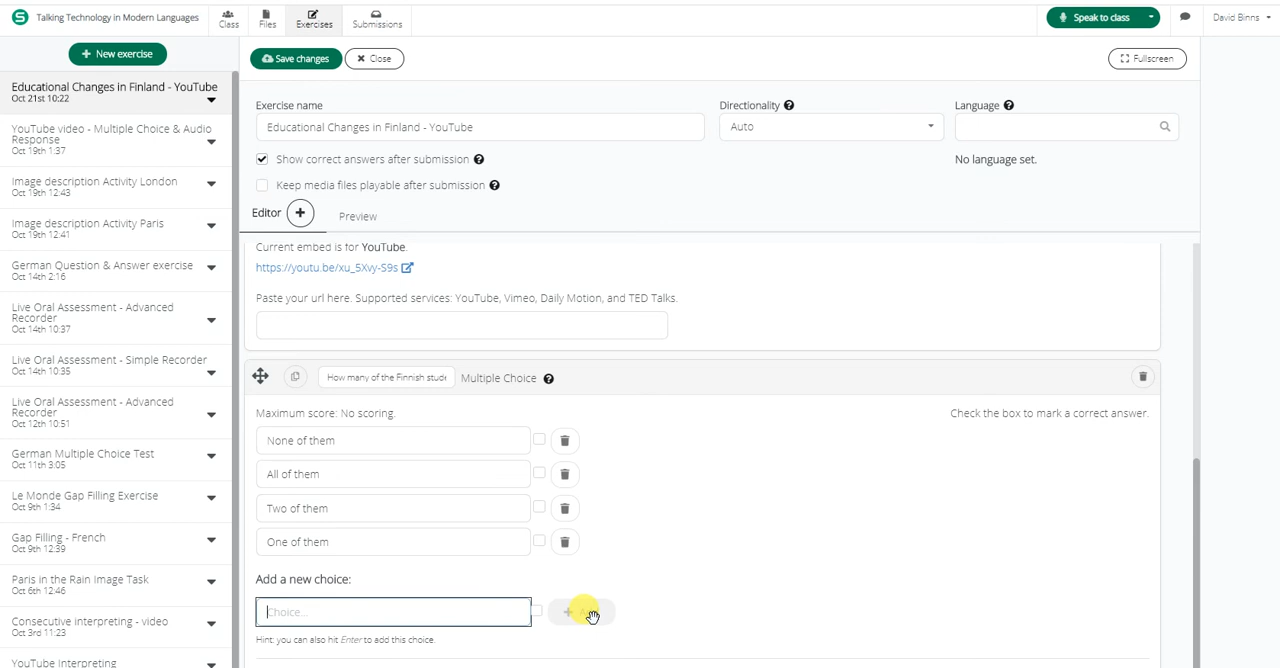 Talking Technology in Modern Languages
Class
Files
Exercises
Submissions
Speak to class
David Binns
New exercise
Save changes
Close
Fullscreen
Educational Changes in Finland - YouTube
Oct 21st 10:22
YouTube video - Multiple Choice & Audio
Response
Oct 19th 1:37
Image description Activity London
Oct 19th 12:43
Image description Activity Paris
Oct 19th 12:41
German Question & Answer exercise
Oct 14th 2:16
Live Oral Assessment - Advanced
Recorder
Oct 14th 10:37
Live Oral Assessment - Simple Recorder
Oct 14th 10:35
Live Oral Assessment - Advanced
Recorder
Oct 12th 10:51
German Multiple Choice Test
Oct 11th 3:05
Le Monde Gap Filling Exercise
Oct 9th 1:34
Gap Filling - French
Oct 9th 12:39
Paris in the Rain Image Task
Oct 6th 12:46
Consecutive interpreting - video
Oct 3rd 11:23
YouTube Interpreting
Exercise name
Directionality
Language
Educational Changes in Finland - YouTube
Auto
Show correct answers after submission
No language set.
Keep media files playable after submission
Editor
Preview
Current embed is for YouTube.
https://youtu.be/xu_5Xvy-S9s
Paste your url here. Supported services: YouTube, Vimeo, Daily Motion, and TED Talks.
How many of the Finnish stude
Multiple Choice
Maximum score: No scoring.
Check the box to mark a correct answer.
None of them
All of them
Two of them
One of them
Add a new choice:
Choice...
Hint: you can also hit Enter to add this choice.